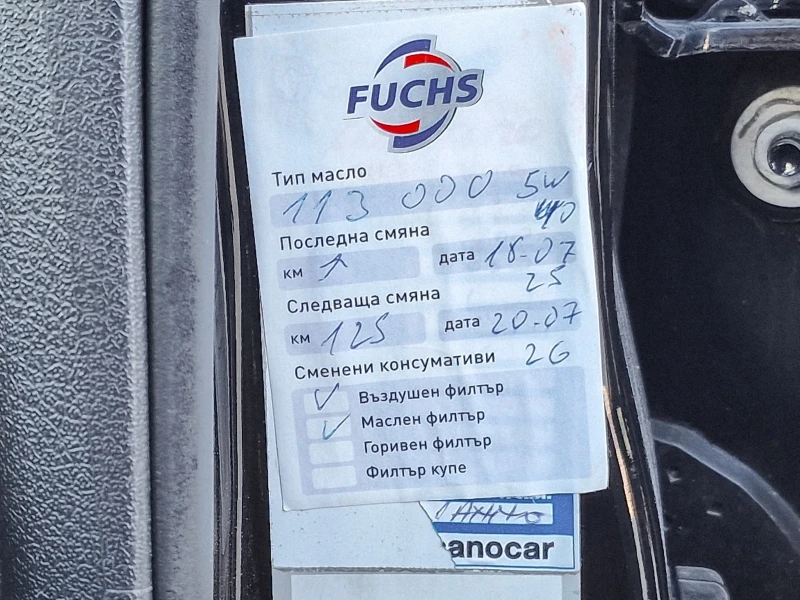 FUCHS
Тип масло
113 000 5W
40
Последна смяна
км ↑ дата 18-07
25
Следваща смяна
км 125 дата 20-07
26
Сменени консумативи
✓ Въздушен филтър
✓ Маслен филтър
Горивен филтър
Филтър купе
anocar